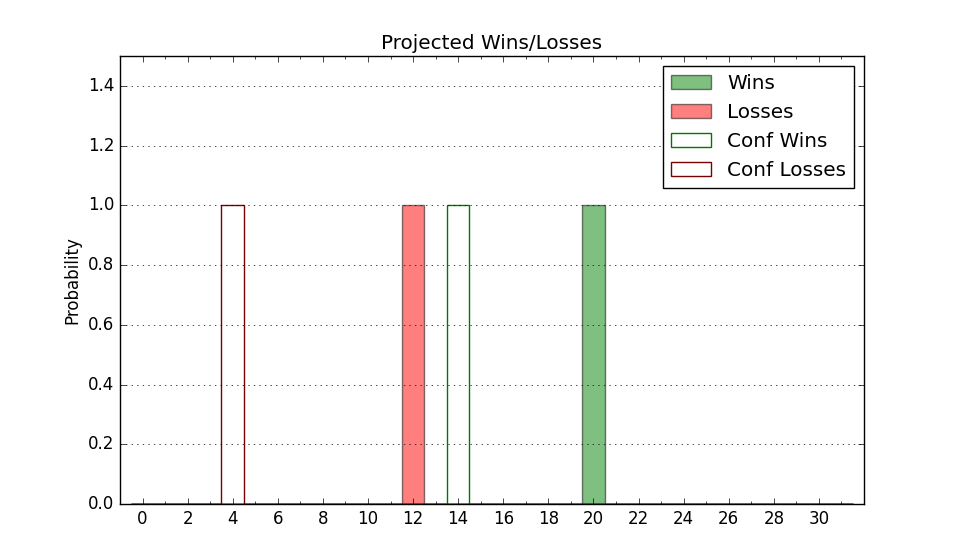 Projected Wins/Losses
Wins
Losses
Conf Wins
Conf Losses
Probability
1.4
1.2
1.0
0.8
0.6
0.4
0.2
0.0
0 2 4 6 8 10 12 14 16 18 20 22 24 26 28 30